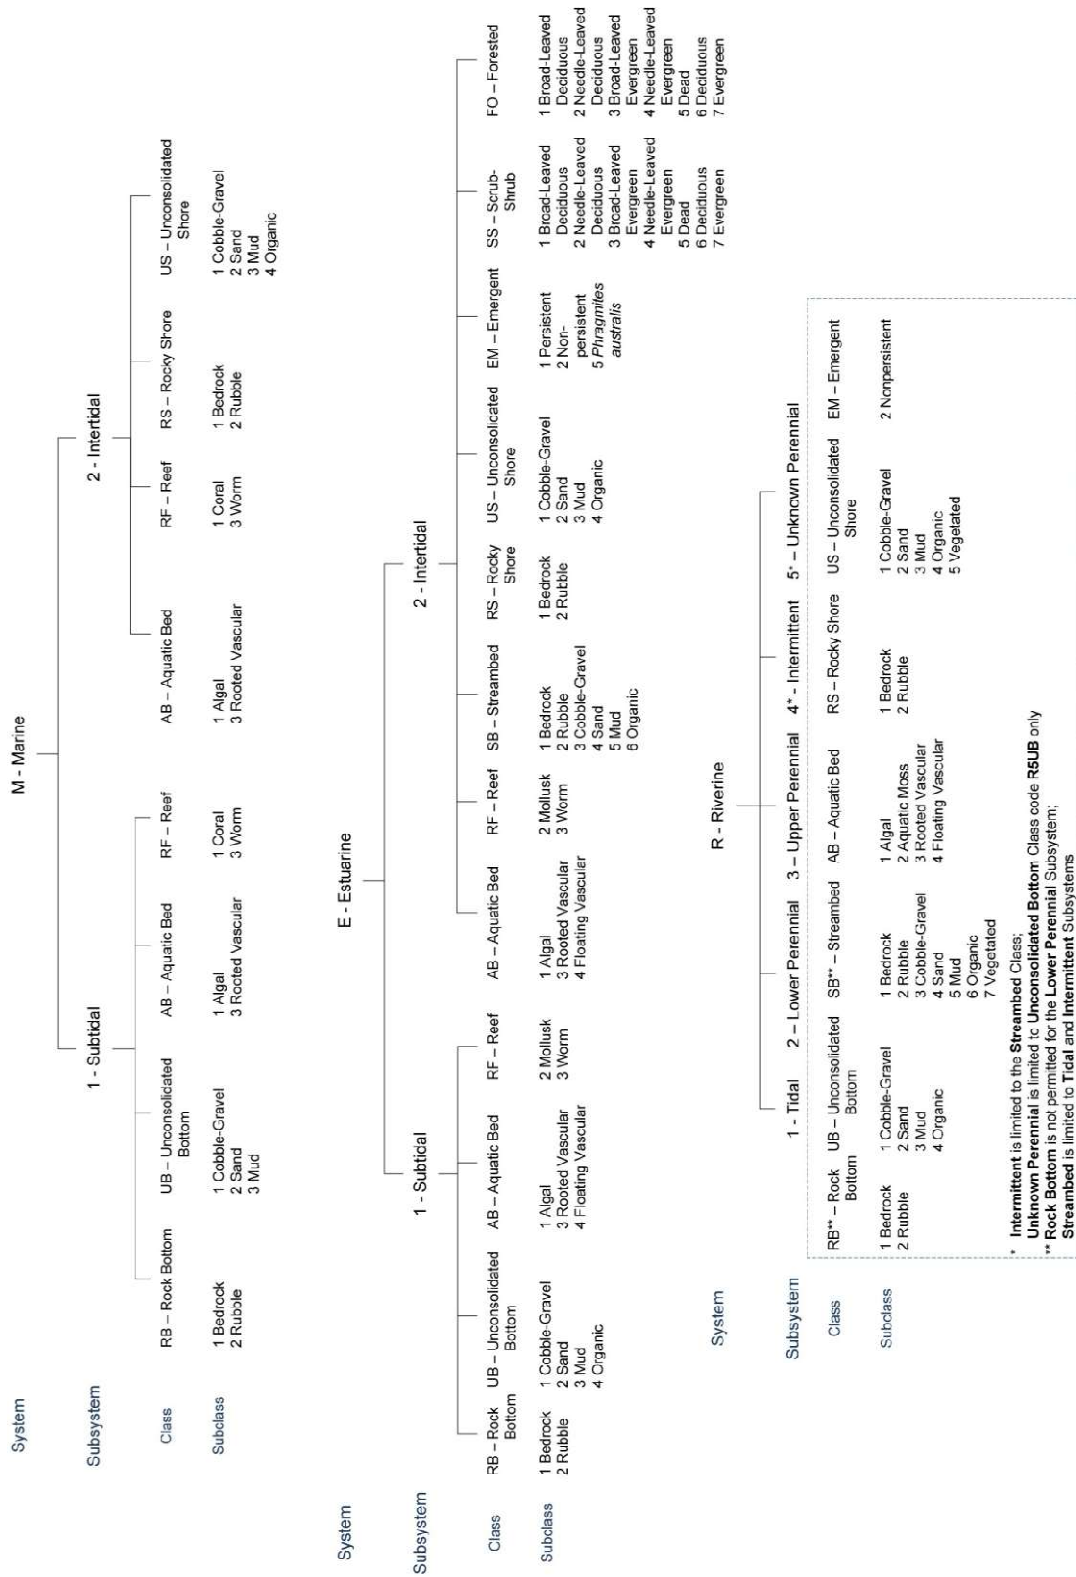 System
M - Marine
Subsystem
1 - Subtidal
2 - Intertidal
Class
RB – Rock Bottom
UB – Unconsolidated
Bottom
AB – Aquatic Bed
RF – Reef
AB – Aquatic Bed
RF – Reef
RS – Rocky Shore
US – Unconsolidated
Shore
Subclass
1 Bedrock
2 Rubble
1 Cobble-Gravel
2 Sand
3 Mud
1 Algal
3 Rooted Vascular
1 Coral
3 Worm
1 Algal
3 Rooted Vascular
1 Coral
3 Worm
1 Bedrock
2 Rubble
1 Cobble-Gravel
2 Sand
3 Mud
4 Organic
System
E - Estuarine
Subsystem
1 - Subtidal
2 - Intertidal
Class
RB – Rock
Bottom
UB – Unconsolidated
Bottom
AB – Aquatic Bed
RF – Reef
AB – Aquatic Bed
RF – Reef
SB – Streambed
RS – Rocky
Shore
US – Unconsolidated
Shore
EM – Emergent
SS – Scrub-
Shrub
FO – Forested
Subclass
1 Bedrock
2 Rubble
1 Cobble-Gravel
2 Sand
3 Mud
4 Organic
1 Algal
3 Rooted Vascular
4 Floating Vascular
2 Mollusk
3 Worm
1 Algal
3 Rooted Vascular
4 Floating Vascular
2 Mollusk
3 Worm
1 Bedrock
2 Rubble
3 Cobble-Gravel
4 Sand
5 Mud
6 Organic
1 Bedrock
2 Rubble
1 Cobble-Gravel
2 Sand
3 Mud
4 Organic
1 Persistent
2 Non-
persistent
5 Phragmites
australis
1 Broad-Leaved
Deciduous
2 Needle-Leaved
Deciduous
3 Broad-Leaved
Evergreen
4 Needle-Leaved
Evergreen
5 Dead
6 Deciduous
7 Evergreen
1 Broad-Leaved
Deciduous
2 Needle-Leaved
Deciduous
3 Broad-Leaved
Evergreen
4 Needle-Leaved
Evergreen
5 Dead
6 Deciduous
7 Evergreen
System
R - Riverine
Subsystem
1 - Tidal
2 – Lower Perennial
3 – Upper Perennial
4* - Intermittent
5* – Unknown Perennial
Class
RB** – Rock
Bottom
UB – Unconsolidated
Bottom
SB** – Streambed
AB – Aquatic Bed
RS – Rocky Shore
US – Unconsolidated
Shore
EM – Emergent
Subclass
1 Bedrock
2 Rubble
1 Cobble-Gravel
2 Sand
3 Mud
4 Organic
1 Bedrock
2 Rubble
3 Cobble-Gravel
4 Sand
5 Mud
6 Organic
7 Vegetated
1 Algal
2 Aquatic Moss
3 Rooted Vascular
4 Floating Vascular
1 Bedrock
2 Rubble
1 Cobble-Gravel
2 Sand
3 Mud
4 Organic
5 Vegetated
2 Nonpersistent
* Intermittent is limited to the Streambed Class;
Unknown Perennial is limited to Unconsolidated Bottom Class code R5UB only
** Rock Bottom is not permitted for the Lower Perennial Subsystem;
Streambed is limited to Tidal and Intermittent Subsystems